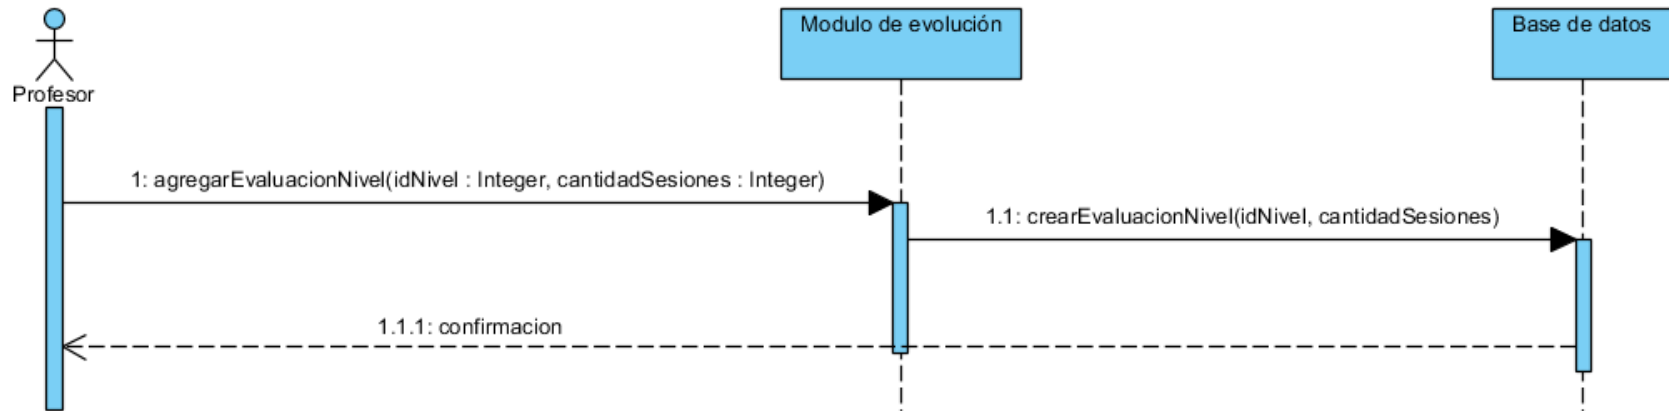 Modulo de evolución
Base de datos
Profesor
1: agregarEvaluacionNivel(idNivel : Integer, cantidadSesiones : Integer)
1.1: crearEvaluacionNivel(idNivel, cantidadSesiones)
1.1.1: confirmacion